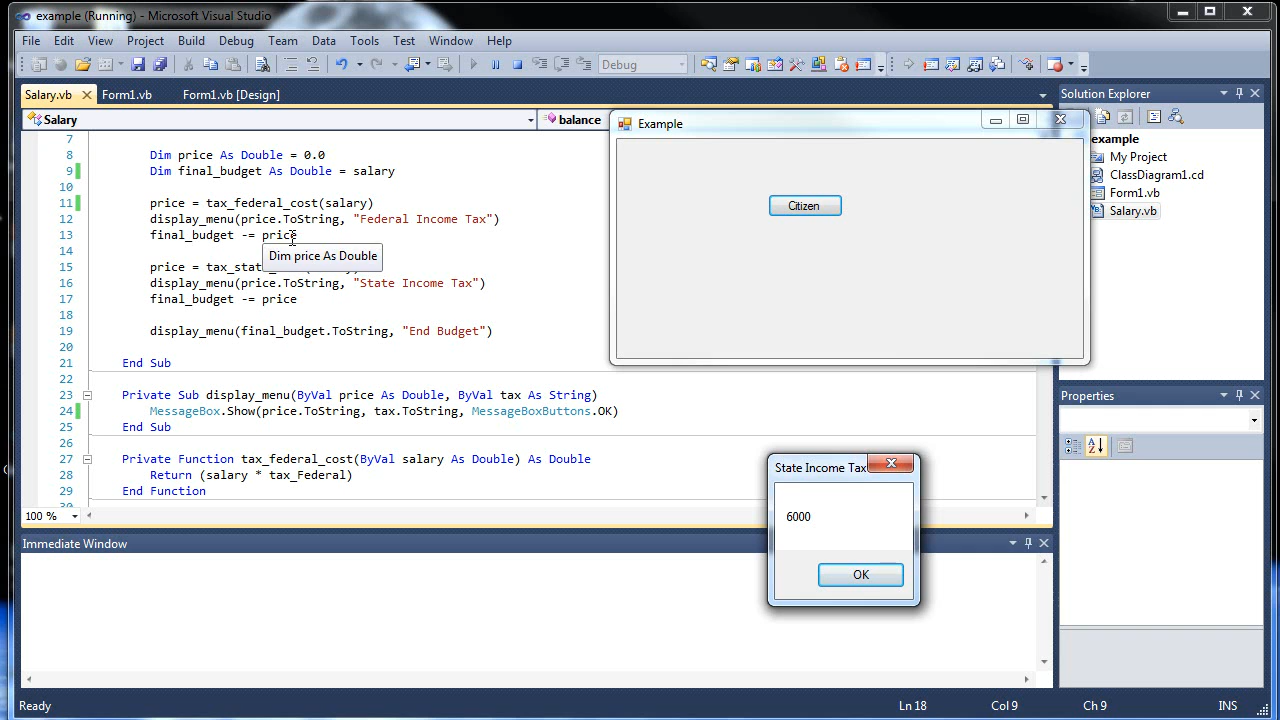 example (Running) - Microsoft Visual Studio
File Edit View Project Build Debug Team Data Tools Test Window Help
Debug
Salary.vb Form1.vb Form1.vb [Design]
Salary
balance
7
8 Dim price As Double = 0.0
9 Dim final_budget As Double = salary
10
11 price = tax_federal_cost(salary)
12 display_menu(price.ToString, "Federal Income Tax")
13 final_budget -= price
Dim price As Double
14
15 price = tax_stat
16 display_menu(price.ToString, "State Income Tax")
17 final_budget -= price
18
19 display_menu(final_budget.ToString, "End Budget")
20
21 End Sub
22
23 Private Sub display_menu(ByVal price As Double, ByVal tax As String)
24 MessageBox.Show(price.ToString, tax.ToString, MessageBoxButtons.OK)
25 End Sub
26
27 Private Function tax_federal_cost(ByVal salary As Double) As Double
28 Return (salary * tax_Federal)
29 End Function
30
100 %
Example
Citizen
State Income Tax
6000
OK
Solution Explorer
example
My Project
ClassDiagram1.cd
Form1.vb
Salary.vb
Properties
Immediate Window
Ready
Ln 18 Col 9 Ch 9 INS